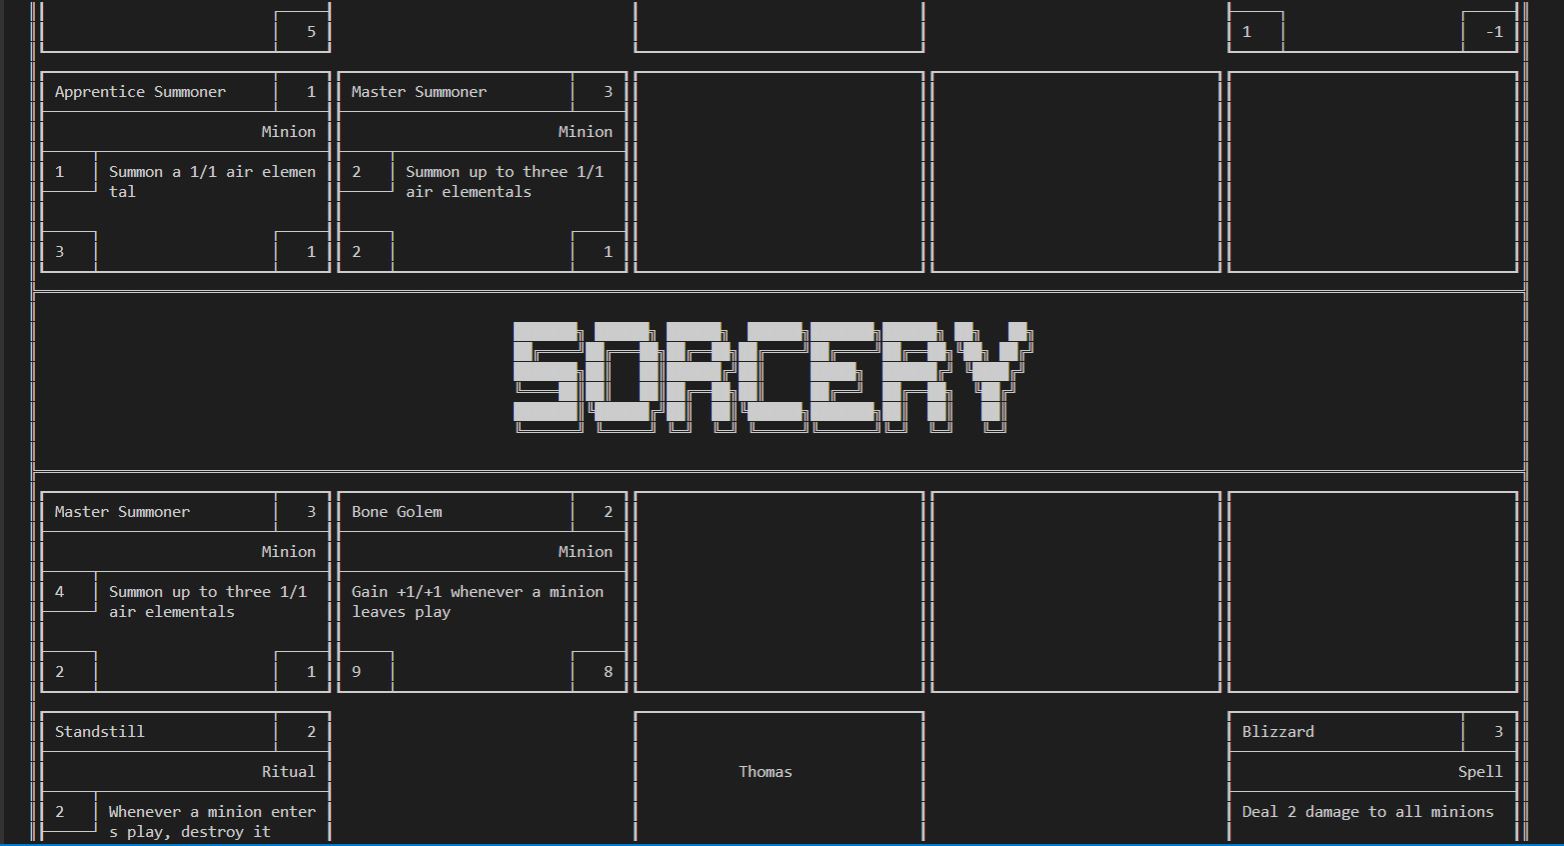 5 1 -1
Apprentice Summoner 1 Master Summoner 3
Minion Minion
1 Summon a 1/1 air elemen 2 Summon up to three 1/1
tal air elementals
3 1 2 1
SORCERY
Master Summoner 3 Bone Golem 2
Minion Minion
4 Summon up to three 1/1 Gain +1/+1 whenever a minion
air elementals leaves play
2 1 9 8
Standstill 2 Blizzard 3
Ritual Thomas Spell
2 Whenever a minion enter Deal 2 damage to all minions
s play, destroy it